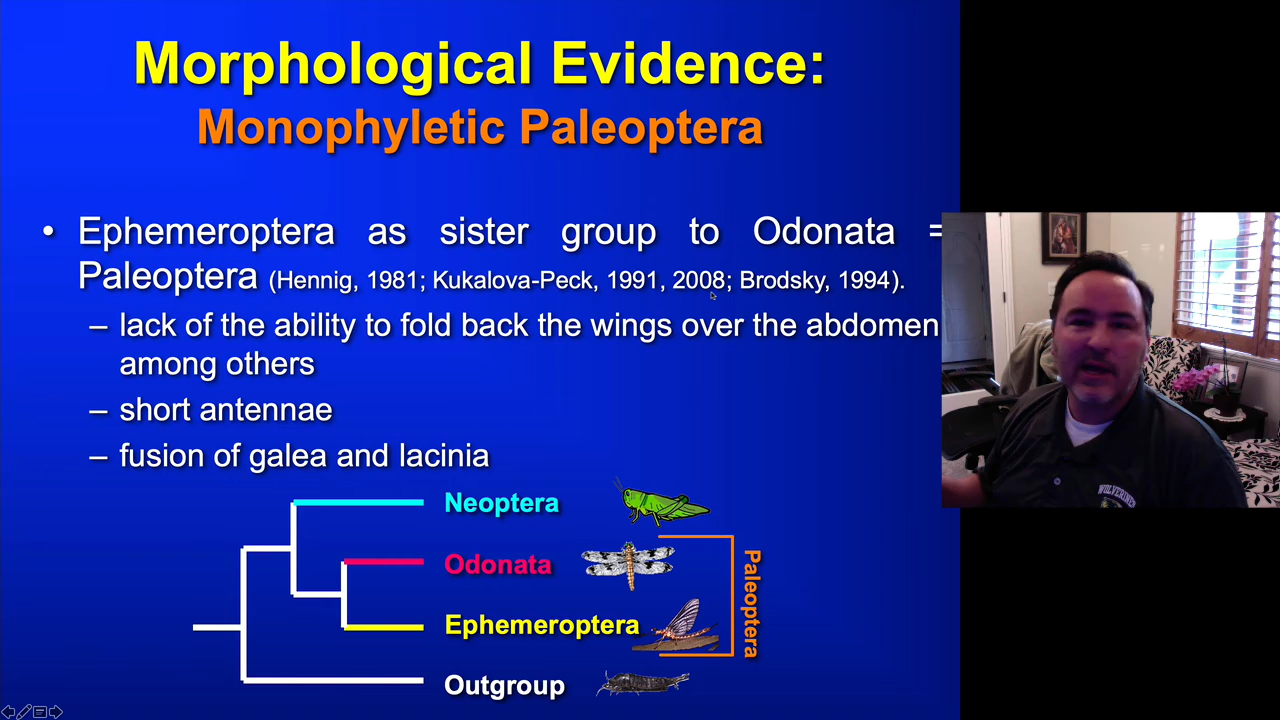 Morphological Evidence:
Monophyletic Paleoptera
• Ephemeroptera as sister group to Odonata =
Paleoptera (Hennig, 1981; Kukalova-Peck, 1991, 2008; Brodsky, 1994).
– lack of the ability to fold back the wings over the abdomen
among others
– short antennae
– fusion of galea and lacinia
Neoptera
Odonata
Ephemeroptera
Outgroup
Paleoptera
WOLVERINES